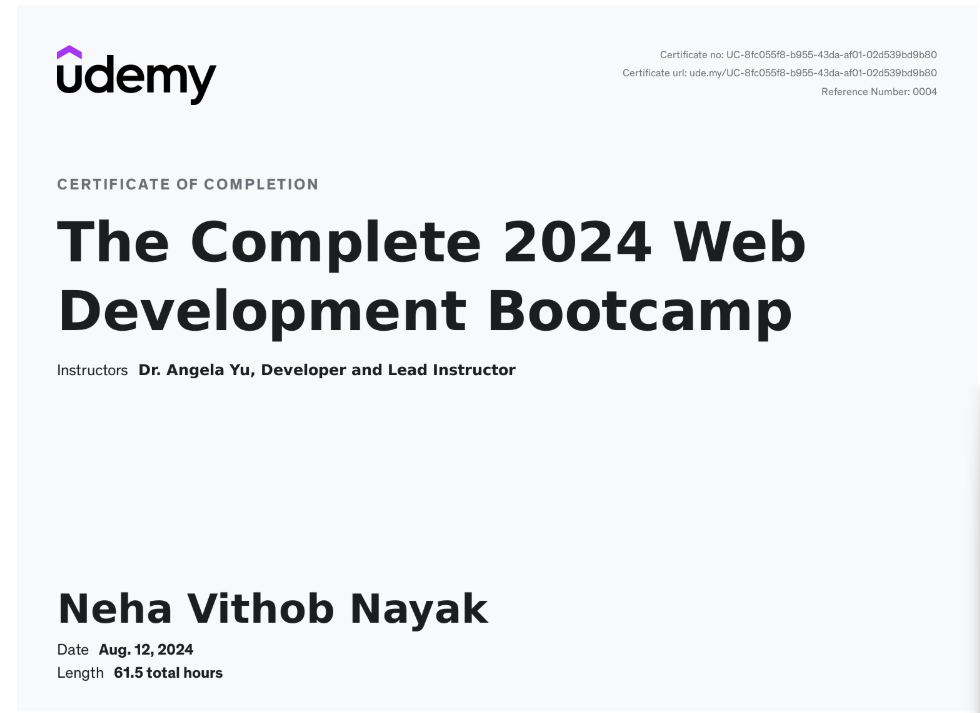 ûdemy
Certificate no: UC-8fc055f8-b955-43da-af01-02d539bd9b80
Certificate url: ude.my/UC-8fc055f8-b955-43da-af01-02d539bd9b80
Reference Number: 0004
CERTIFICATE OF COMPLETION
The Complete 2024 Web
Development Bootcamp
Instructors Dr. Angela Yu, Developer and Lead Instructor
Neha Vithob Nayak
Date Aug. 12, 2024
Length 61.5 total hours